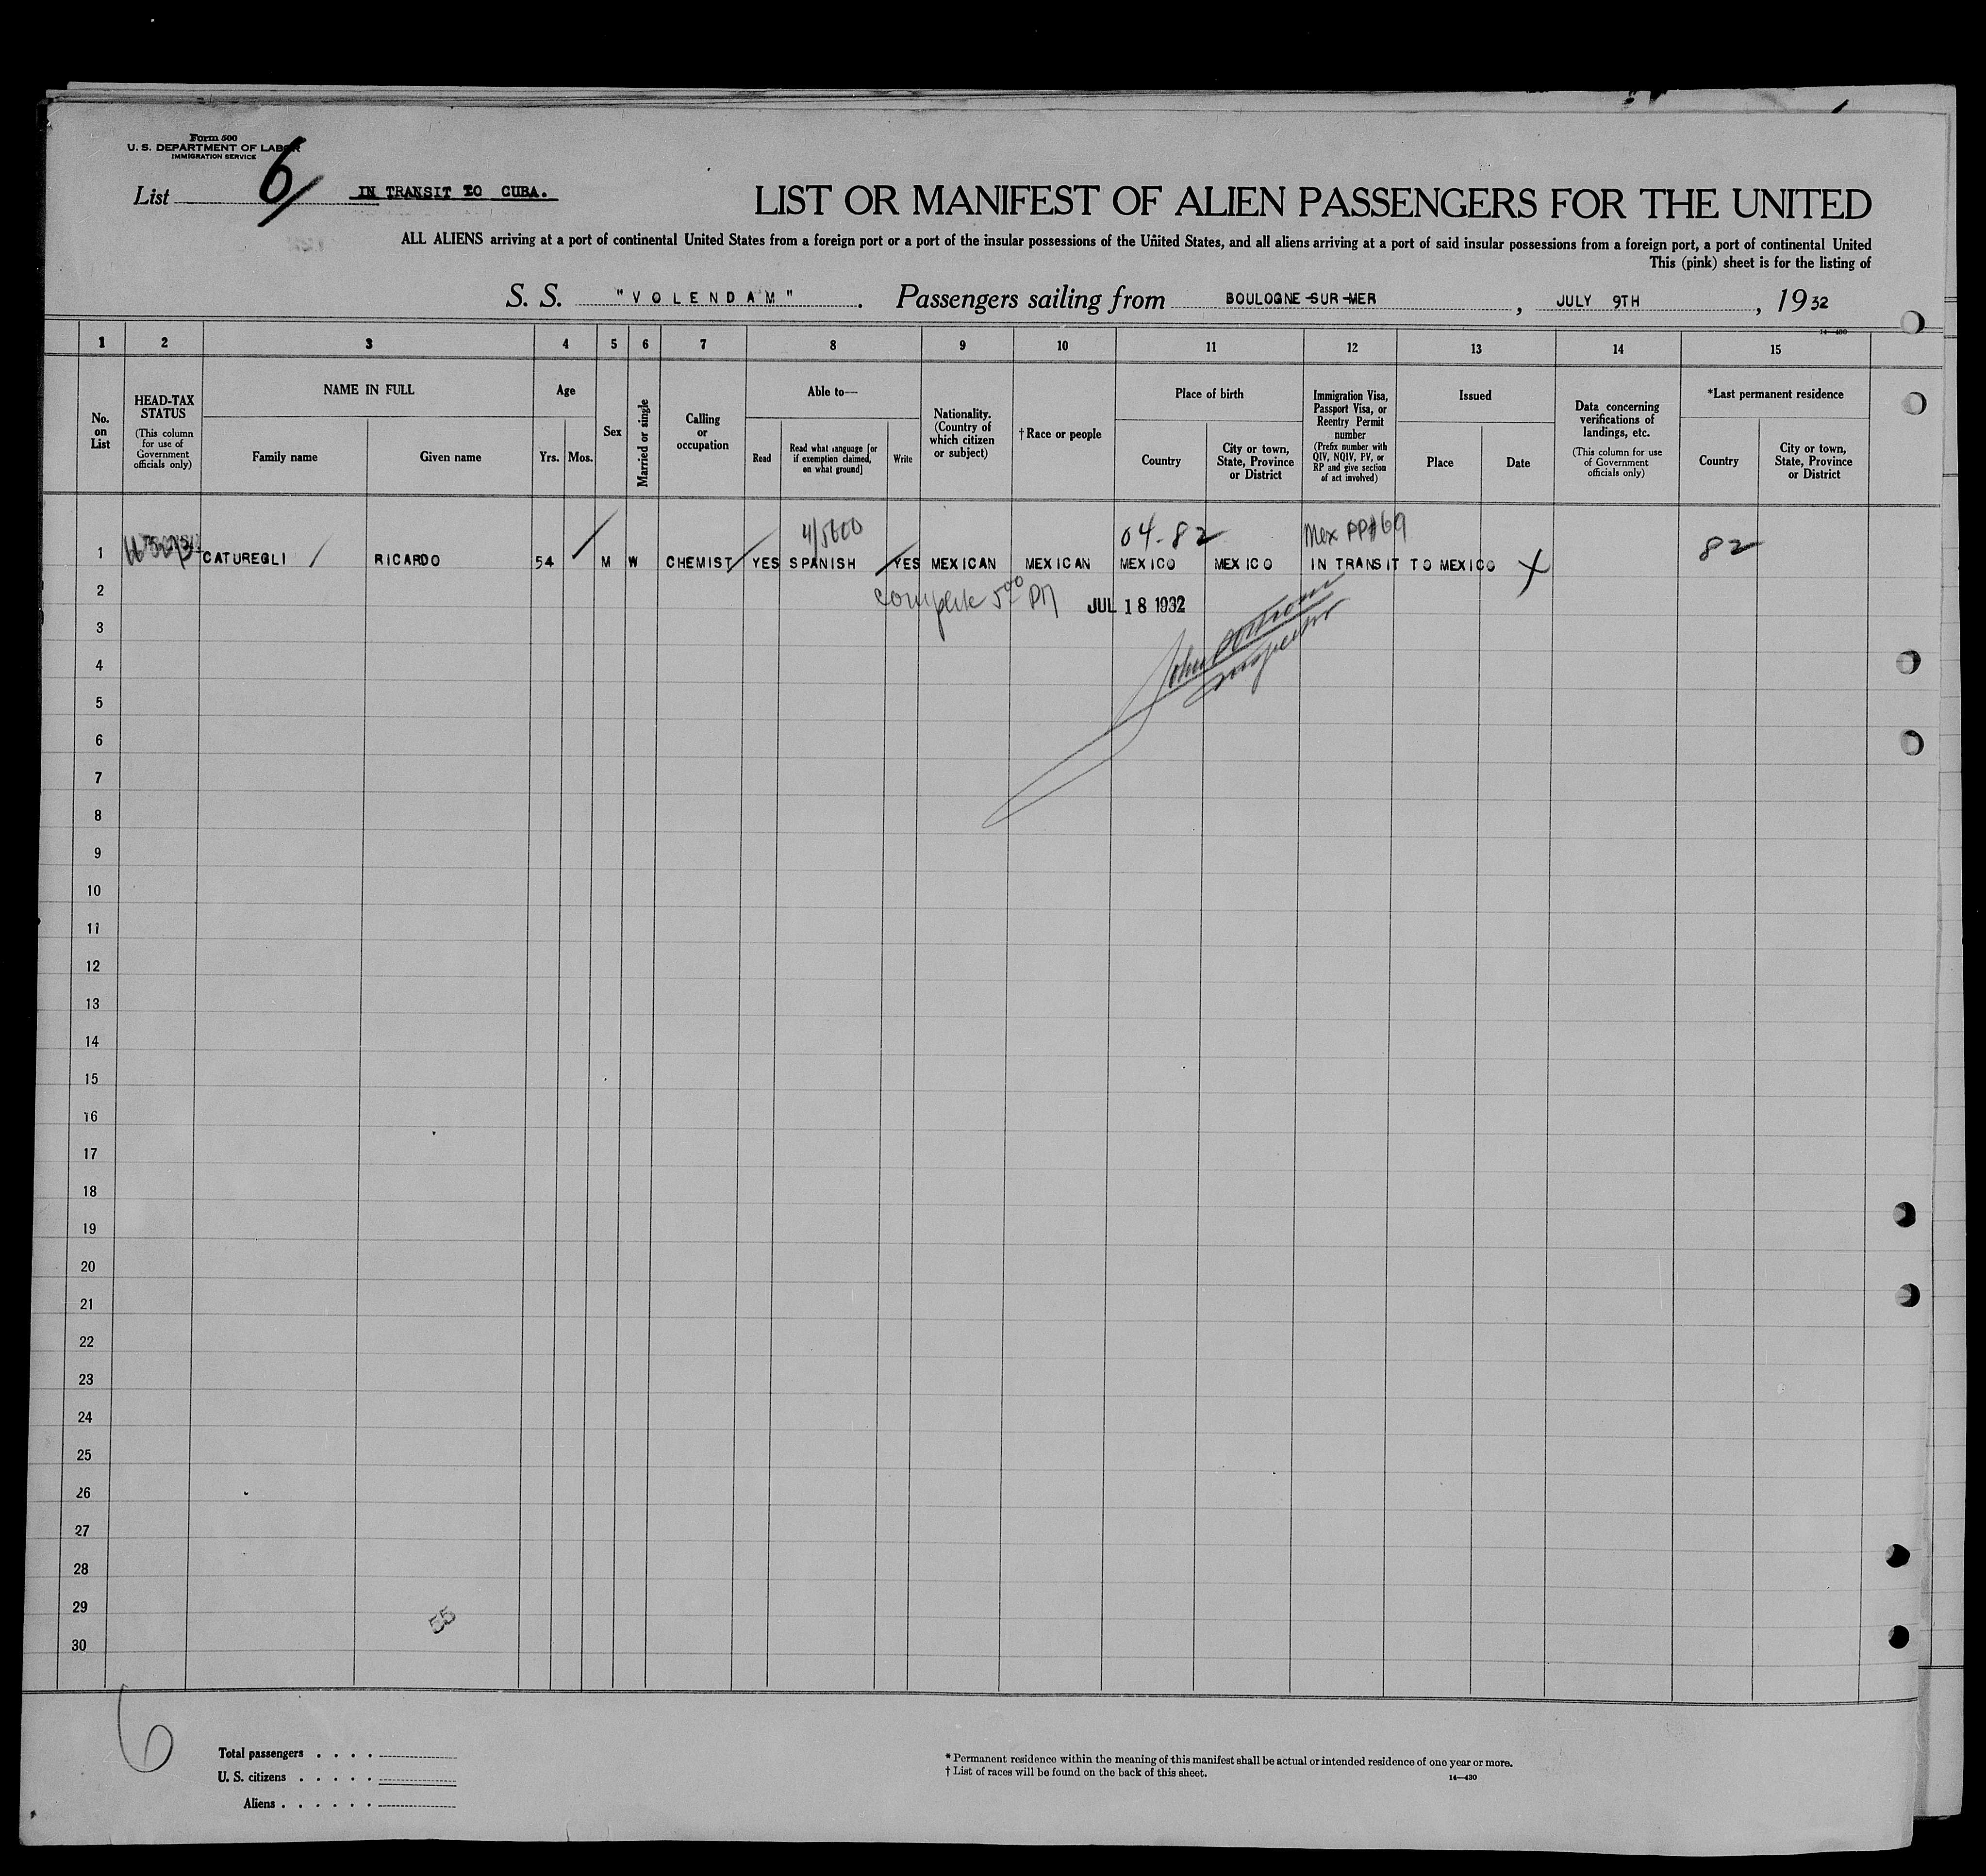 Form 500
U. S. DEPARTMENT OF LABOR
IMMIGRATION SERVICE
List 6/ IN TRANSIT TO CUBA.
LIST OR MANIFEST OF ALIEN PASSENGERS FOR THE UNITED
ALL ALIENS arriving at a port of continental United States from a foreign port or a port of the insular possessions of the United States, and all aliens arriving at a port of said insular possessions from a foreign port, a port of continental United
This (pink) sheet is for the listing of
S. S. "VOLENDAM". Passengers sailing from BOULOGNE-SUR-MER, JULY 9TH, 1932
14—430
1 2 3 4 5 6 7 8 9 10 11 12 13 14 15
No. on List
HEAD-TAX STATUS
(This column for use of Government officials only)
NAME IN FULL
Family name
Given name
Age
Yrs.
Mos.
Sex
Married or single
Calling or occupation
Able to—
Read
Read what language [or if exemption claimed, on what ground]
Write
Nationality. (Country of which citizen or subject)
†Race or people
Place of birth
Country
City or town, State, Province or District
Immigration Visa, Passport Visa, or Reentry Permit number
(Prefix number with QIV, NQIV, PV, or RP and give section of act involved)
Issued
Place
Date
Data concerning verifications of landings, etc.
(This column for use of Government officials only)
*Last permanent residence
Country
City or town, State, Province or District
4/5600 04-82 Mex PP#69 82
1 CATUREGLI RICARDO 54 M W CHEMIST YES SPANISH YES MEXICAN MEXICAN MEXICO MEXICO IN TRANSIT TO MEXICO X
2 complete 5 00 PM JUL 18 1932
3
4 John
5 Inspector
6
7
8
9
10
11
12
13
14
15
16
17
18
19
20
21
22
23
24
25
26
27
28
29 55
30
6
Total passengers . . . .
U. S. citizens . . . . .
Aliens . . . . . .
* Permanent residence within the meaning of this manifest shall be actual or intended residence of one year or more.
† List of races will be found on the back of this sheet.
14—430